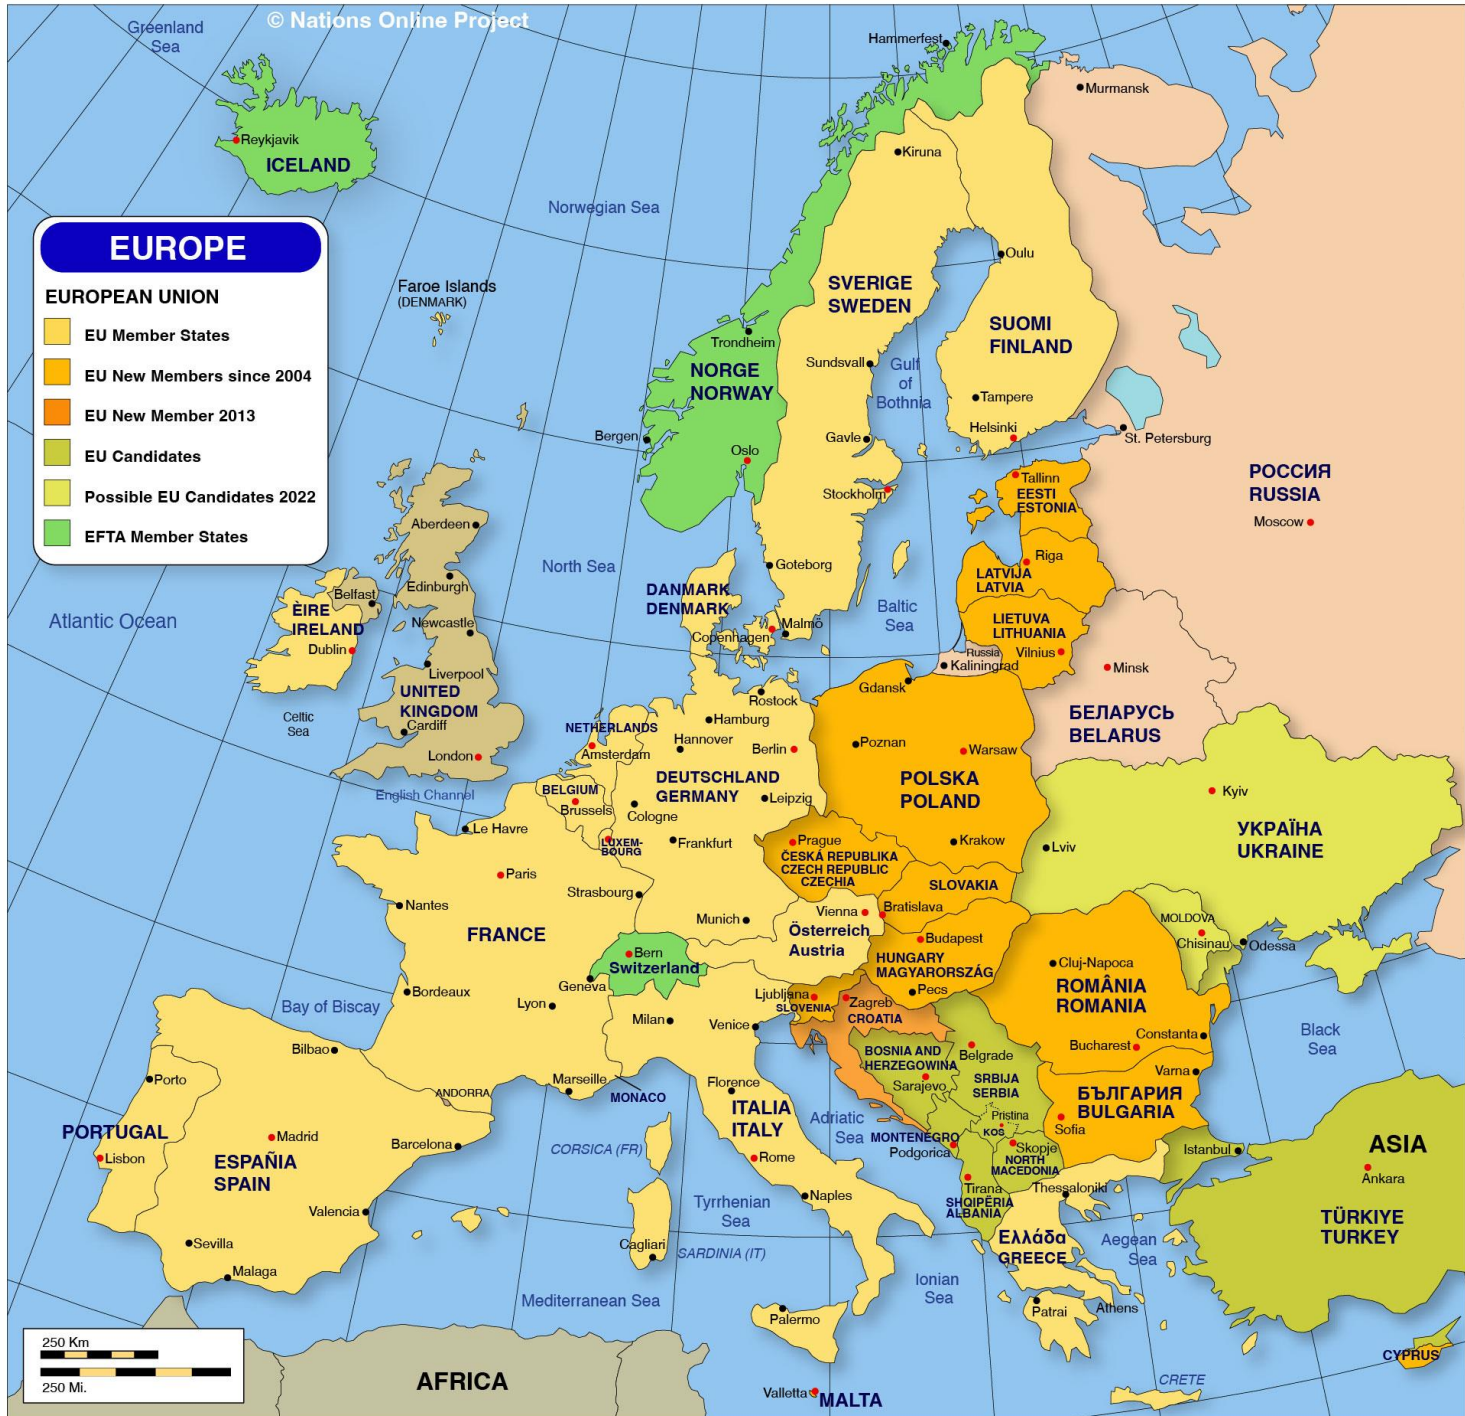 © Nations Online Project
Greenland
Sea
Hammerfest
Murmansk
Reykjavik
ICELAND
Kiruna
Norwegian Sea
EUROPE
EUROPEAN UNION
EU Member States
EU New Members since 2004
EU New Member 2013
EU Candidates
Possible EU Candidates 2022
EFTA Member States
Faroe Islands
(DENMARK)
Oulu
SVERIGE
SWEDEN
SUOMI
FINLAND
Trondheim
NORGE
NORWAY
Sundsvall
Gulf
of
Bothnia
Tampere
Helsinki
St. Petersburg
Bergen
Oslo
Gavle
Stockholm
Tallinn
EESTI
ESTONIA
РОССИЯ
RUSSIA
Moscow
Aberdeen
Edinburgh
North Sea
Goteborg
Riga
LATVIJA
LATVIA
DANMARK
DENMARK
Baltic
Sea
LIETUVA
LITHUANIA
Vilnius
Belfast
ÈIRE
IRELAND
Dublin
Newcastle
Atlantic Ocean
Copenhagen
Malmö
Russia
Kaliningrad
Minsk
Liverpool
UNITED
KINGDOM
Cardiff
London
Celtic
Sea
English Channel
Gdansk
Rostock
Hamburg
NETHERLANDS
Amsterdam
Hannover
Berlin
Poznan
Warsaw
БЕЛАРУСЬ
BELARUS
DEUTSCHLAND
GERMANY
Leipzig
POLSKA
POLAND
BELGIUM
Brussels
Cologne
Kyiv
УКРАЇНА
UKRAINE
Le Havre
LUXEM-
BOURG
Frankfurt
Prague
ČESKÁ REPUBLIKA
CZECH REPUBLIC
CZECHIA
Krakow
Lviv
Paris
Strasbourg
SLOVAKIA
Nantes
Munich
Vienna
Bratislava
Österreich
Austria
MOLDOVA
Chisinau
Odessa
FRANCE
Bern
Switzerland
Geneva
Budapest
HUNGARY
MAGYARORSZÁG
Pecs
Cluj-Napoca
ROMÂNIA
ROMANIA
Bordeaux
Lyon
Bay of Biscay
Milan
Venice
Ljubljana
SLOVENIA
Zagreb
CROATIA
Constanta
Bucharest
Black
Sea
Bilbao
BOSNIA AND
HERZEGOWINA
Sarajevo
Belgrade
SRBIJA
SERBIA
Varna
БЪЛГАРИЯ
BULGARIA
Sofia
Porto
ANDORRA
Marseille
MONACO
Florence
ITALIA
ITALY
Adriatic
Sea
Pristina
KOS
MONTENEGRO
Podgorica
Skopje
NORTH
MACEDONIA
PORTUGAL
Lisbon
Madrid
ESPAÑIA
SPAIN
Barcelona
CORSICA (FR)
Rome
Istanbul
ASIA
Ankara
Tirana
SHQIPËRIA
ALBANIA
Thessaloniki
Valencia
Naples
Tyrrhenian
Sea
TÜRKIYE
TURKEY
Sevilla
Malaga
Cagliari
SARDINIA (IT)
Ελλάδα
GREECE
Aegean
Sea
Mediterranean Sea
Ionian
Sea
Palermo
Patrai
Athens
250 Km
250 Mi.
AFRICA
Valletta
MALTA
CRETE
CYPRUS